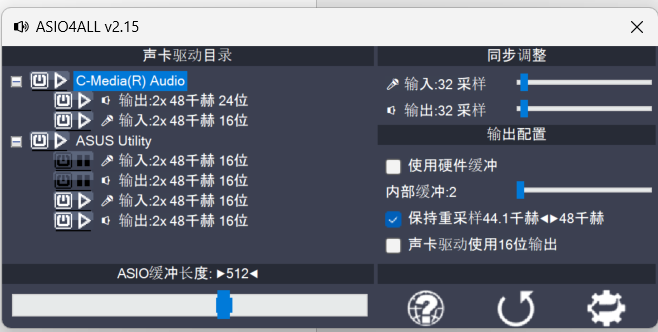 ASIO4ALL v2.15
声卡驱动目录
C-Media(R) Audio
输出:2x 48千赫 24位
输入:2x 48千赫 16位
ASUS Utility
输入:2x 48千赫 16位
输出:2x 48千赫 16位
输入:2x 48千赫 16位
输出:2x 48千赫 16位
ASIO缓冲长度: ▶512◀
同步调整
输入:32 采样
输出:32 采样
输出配置
使用硬件缓冲
内部缓冲:2
保持重采样44.1千赫◀▶48千赫
声卡驱动使用16位输出